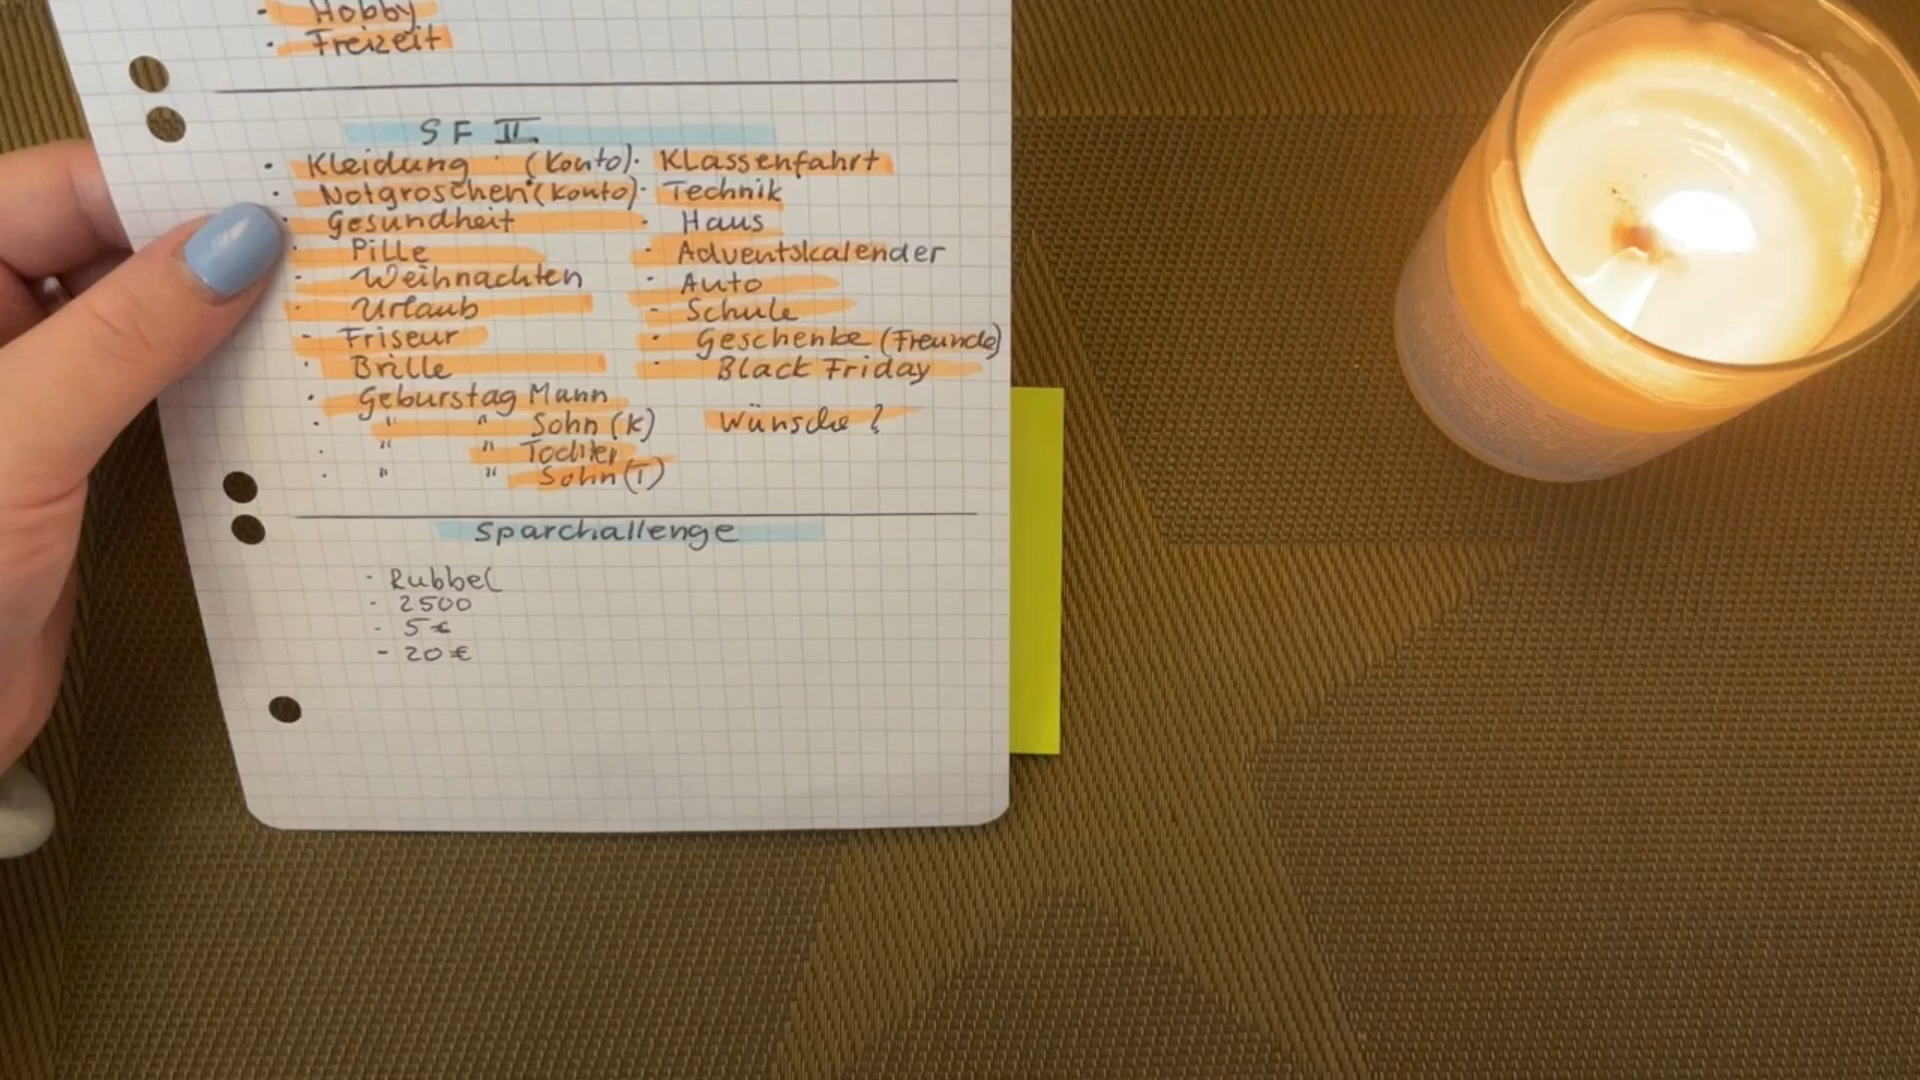 · Hobby
· Freizeit
SF II
· Kleidung (Konto)
· Notgroschen (Konto)
· Gesundheit
· Pille
· Weihnachten
· Urlaub
· Friseur
· Brille
· Geburstag Mann
· " " Sohn (K)
· " " Tochter
· " " Sohn (T)
· Klassenfahrt
· Technik
· Haus
· Adventskalender
· Auto
· Schule
· Geschenke (Freunde)
· Black Friday
Wünsche?
Sparchallenge
- Rubbel
- 2500
- 5€
- 20€